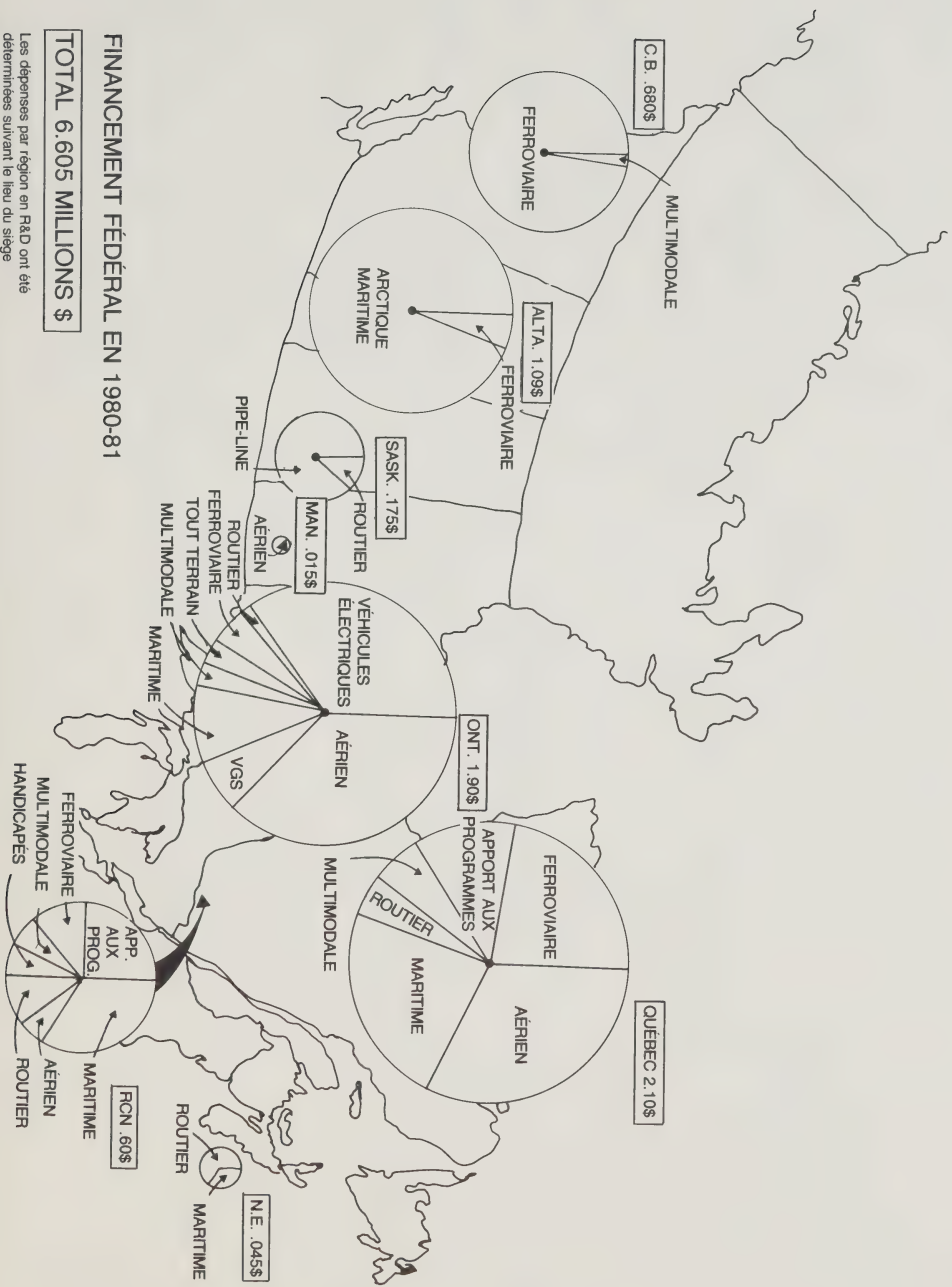 C.B. .680$
FERROVIAIRE
MULTIMODALE
ALTA. 1.09$
ARCTIQUE
MARITIME
FERROVIAIRE
SASK. .175$
ROUTIER
PIPE-LINE
MAN. .015$
AÉRIEN
ONT. 1.90$
VÉHICULES
ÉLECTRIQUES
AÉRIEN
ROUTIER
FERROVIAIRE
TOUT TERRAIN
MULTIMODALE
MARITIME
VGS
QUÉBEC 2.10$
FERROVIAIRE
AÉRIEN
APPORT AUX
PROGRAMMES
MULTIMODALE
ROUTIER
MARITIME
RCN .60$
APP.
AUX
PROG.
FERROVIAIRE
MULTIMODALE
HANDICAPÉS
MARITIME
AÉRIEN
ROUTIER
N.E. .045$
ROUTIER
MARITIME
FINANCEMENT FÉDÉRAL EN 1980-81
TOTAL 6.605 MILLIONS $
Les dépenses par région en R&D ont été
déterminées suivant le lieu du siège